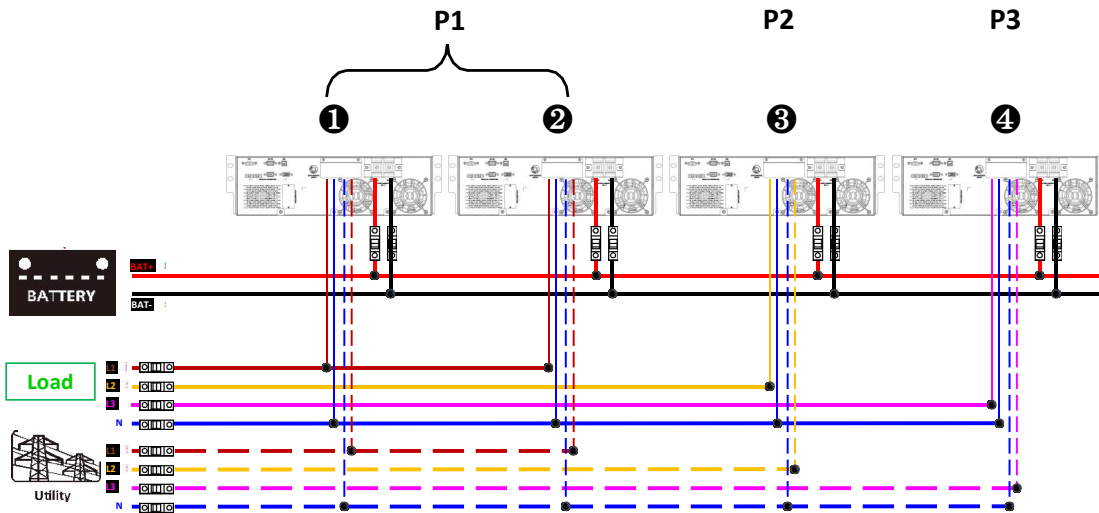 P1 P2 P3
❶ ❷ ❸ ❹
BAT+
BATTERY
BAT-
L1
Load
L2
L3
N
L1
L2
L3
Utility
N